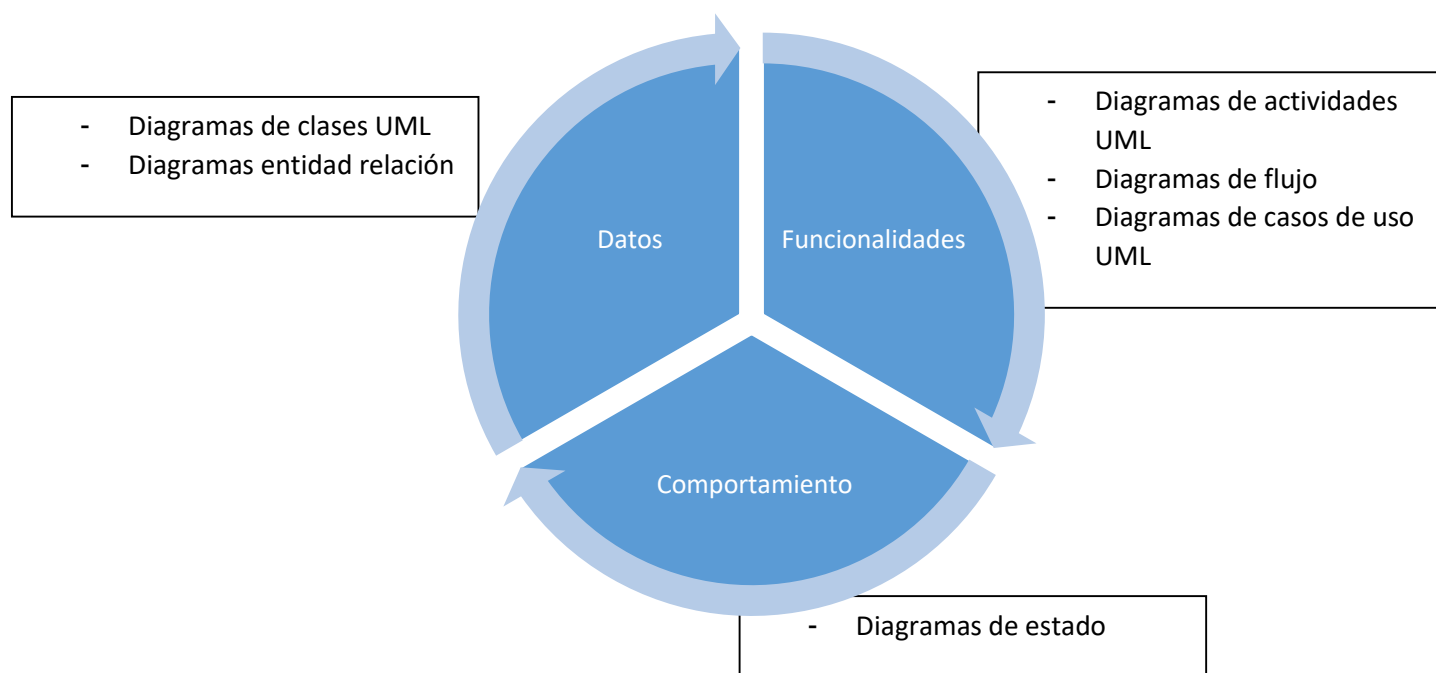 - Diagramas de clases UML
- Diagramas entidad relación
- Diagramas de actividades
UML
- Diagramas de flujo
- Diagramas de casos de uso
UML
Datos
Funcionalidades
Comportamiento
- Diagramas de estado